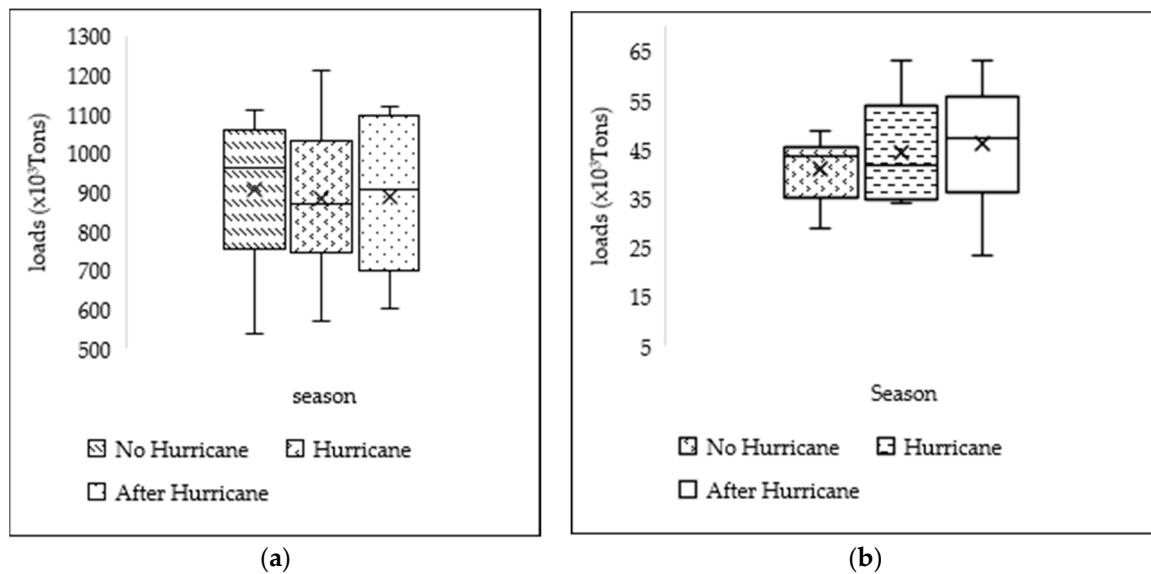 1300
1200
1100
1000
900
800
700
600
500
loads (x10³Tons)
season
No Hurricane Hurricane
After Hurricane
(a)
65
55
45
35
25
15
5
loads (x10³Tons)
Season
No Hurricane Hurricane
After Hurricane
(b)